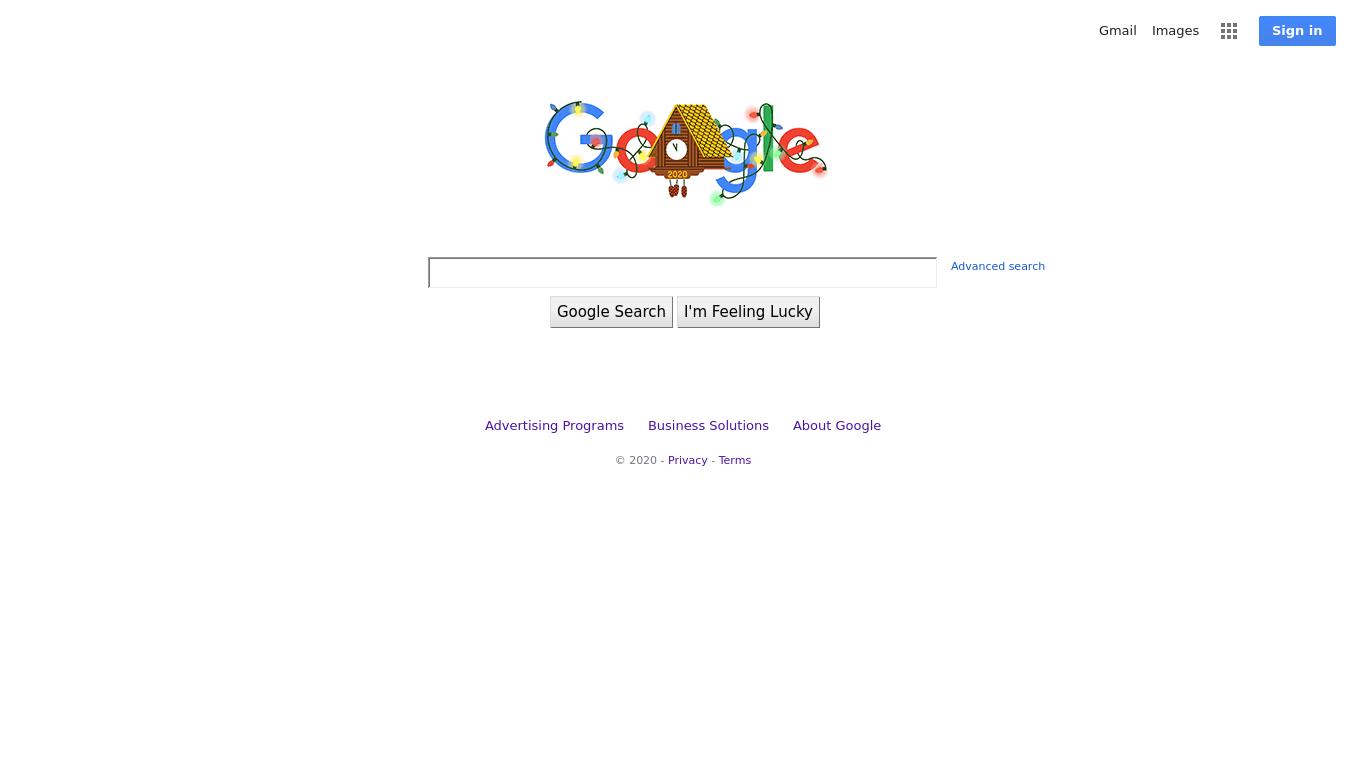 Gmail Images Sign in
Google
2020
Advanced search
Google Search I'm Feeling Lucky
Advertising Programs Business Solutions About Google
© 2020 - Privacy - Terms